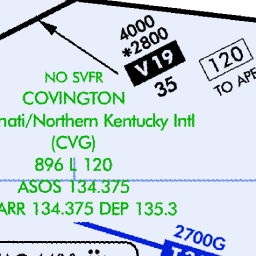 4000
*2800
V19
35
120
TO APE
NO SVFR
COVINGTON
nati/Northern Kentucky Intl
(CVG)
896 L 120
ASOS 134.375
ARR 134.375 DEP 135.3
2700G